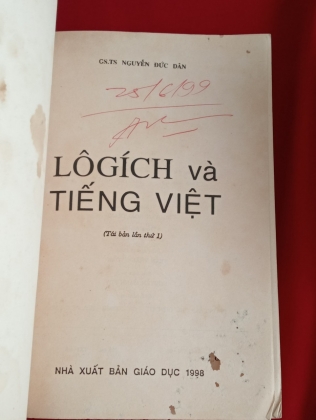 GS.TS NGUYỄN ĐỨC DÂN
25/6/99
LÔGÍCH và
TIẾNG VIỆT
(Tái bản lần thứ 1)
NHÀ XUẤT BẢN GIÁO DỤC 1998